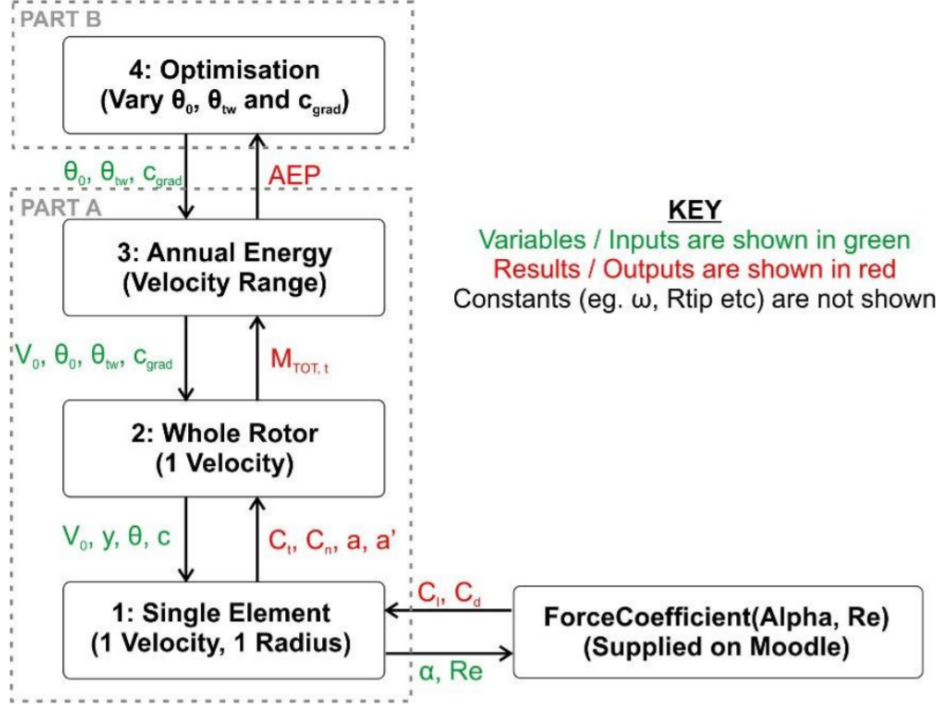 PART B
4: Optimisation
(Vary θ₀, θtw and cgrad)
θ₀, θtw, cgrad
AEP
PART A
3: Annual Energy
(Velocity Range)
V₀, θ₀, θtw, cgrad
MTOT, t
2: Whole Rotor
(1 Velocity)
V₀, y, θ, c
Ct, Cn, a, a’
1: Single Element
(1 Velocity, 1 Radius)
Cl, Cd
α, Re
ForceCoefficient(Alpha, Re)
(Supplied on Moodle)
KEY
Variables / Inputs are shown in green
Results / Outputs are shown in red
Constants (eg. ω, Rtip etc) are not shown